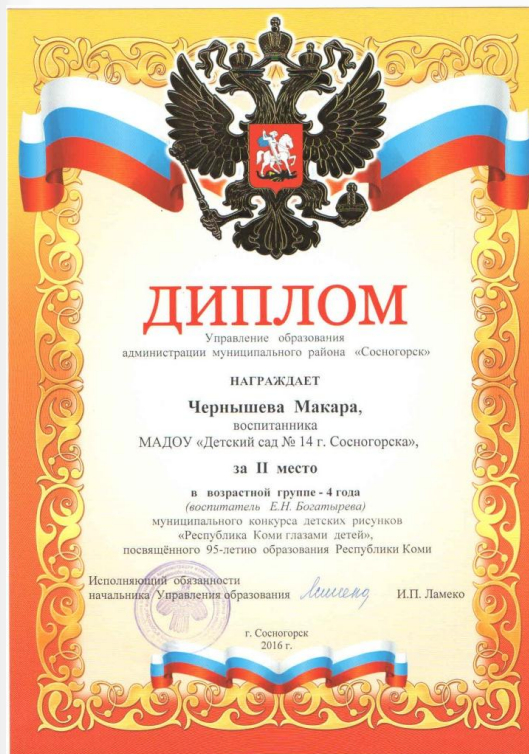 ДИПЛОМ
Управление образования
администрации муниципального района «Сосногорск»
НАГРАЖДАЕТ
Чернышева Макара,
воспитанника
МАДОУ «Детский сад № 14 г. Сосногорска»,
за II место
в возрастной группе - 4 года
(воспитатель Е.Н. Богатырева)
муниципального конкурса детских рисунков
«Республика Коми глазами детей»,
посвящённого 95-летию образования Республики Коми
Исполняющий обязанности
начальника Управления образования И.П. Ламеко
г. Сосногорск
2016 г.